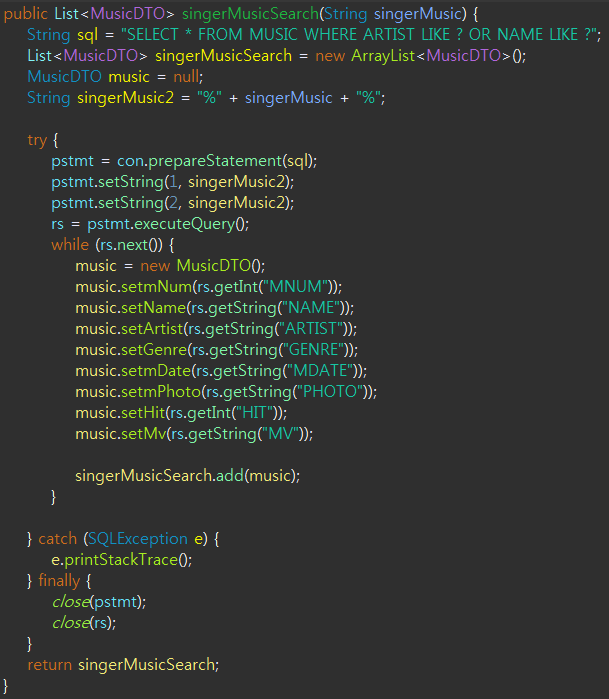 public List<MusicDTO> singerMusicSearch(String singerMusic) {
String sql = "SELECT * FROM MUSIC WHERE ARTIST LIKE ? OR NAME LIKE ?";
List<MusicDTO> singerMusicSearch = new ArrayList<MusicDTO>();
MusicDTO music = null;
String singerMusic2 = "%" + singerMusic + "%";
try {
pstmt = con.prepareStatement(sql);
pstmt.setString(1, singerMusic2);
pstmt.setString(2, singerMusic2);
rs = pstmt.executeQuery();
while (rs.next()) {
music = new MusicDTO();
music.setmNum(rs.getInt("MNUM"));
music.setName(rs.getString("NAME"));
music.setArtist(rs.getString("ARTIST"));
music.setGenre(rs.getString("GENRE"));
music.setmDate(rs.getString("MDATE"));
music.setmPhoto(rs.getString("PHOTO"));
music.setHit(rs.getInt("HIT"));
music.setMv(rs.getString("MV"));
singerMusicSearch.add(music);
}
} catch (SQLException e) {
e.printStackTrace();
} finally {
close(pstmt);
close(rs);
}
return singerMusicSearch;
}